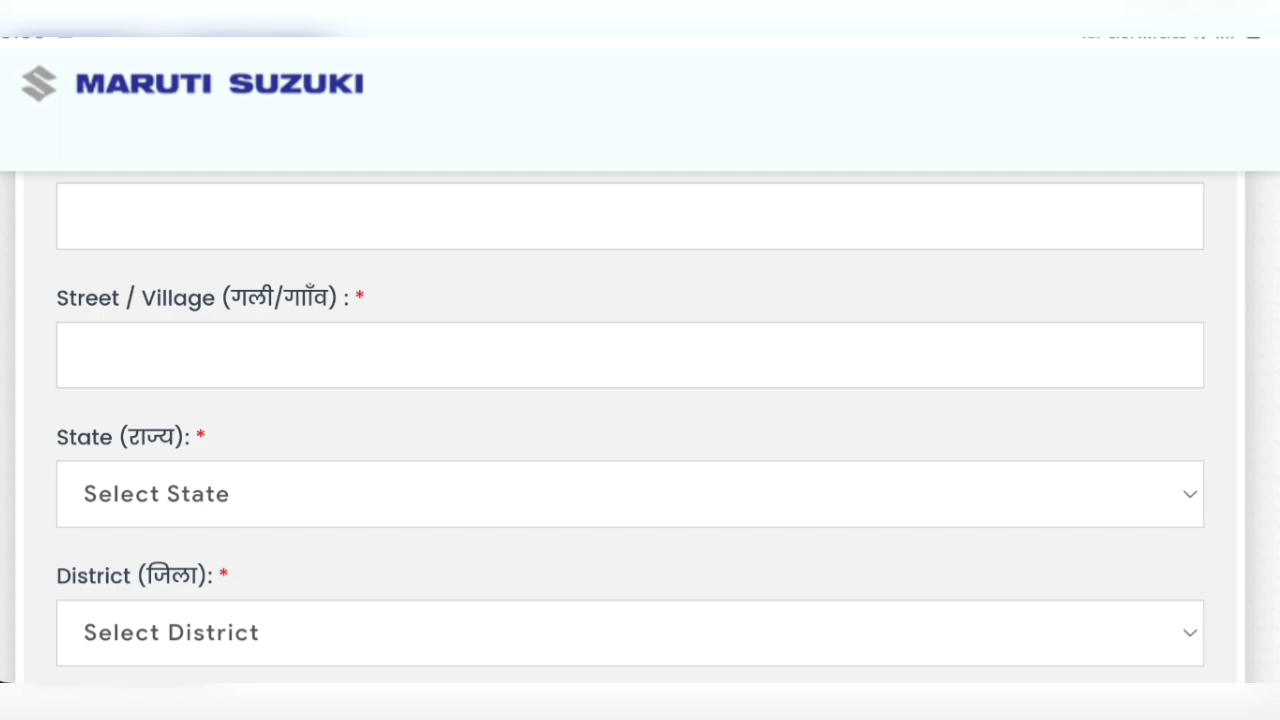 MARUTI SUZUKI
Street / Village (गली/गााँव) : *
State (राज्य): *
Select State
District (जिला): *
Select District